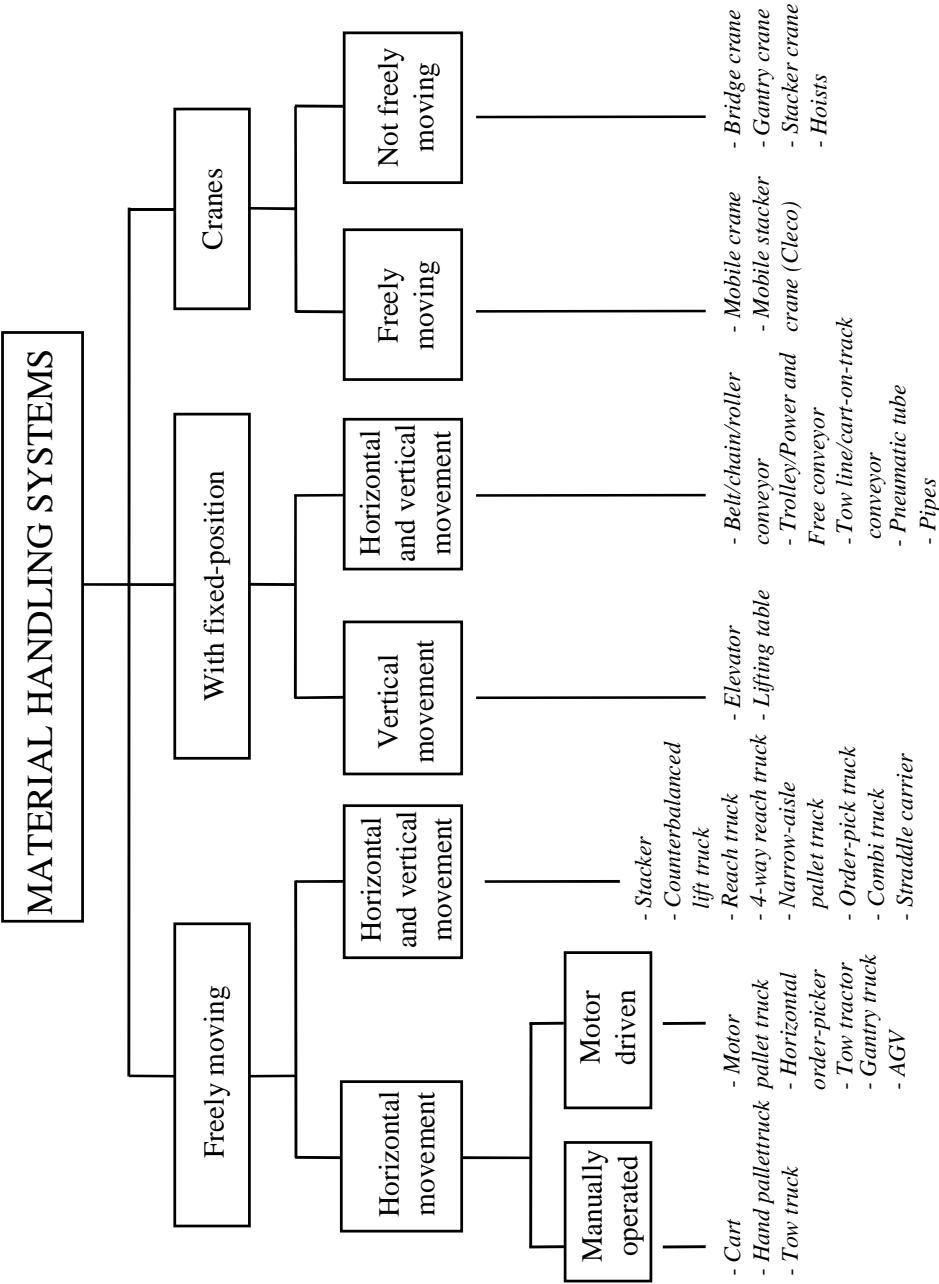 MATERIAL HANDLING SYSTEMS
Freely moving
With fixed-position
Cranes
Horizontal
movement
Horizontal
and vertical
movement
Vertical
movement
Horizontal
and vertical
movement
Freely
moving
Not freely
moving
Manually
operated
Motor
driven
- Cart
- Hand pallettruck
- Tow truck
- Motor
pallet truck
- Horizontal
order-picker
- Tow tractor
- Gantry truck
- AGV
- Stacker
- Counterbalanced
lift truck
- Reach truck
- 4-way reach truck
- Narrow-aisle
pallet truck
- Order-pick truck
- Combi truck
- Straddle carrier
- Elevator
- Lifting table
- Belt/chain/roller
conveyor
- Trolley/Power and
Free conveyor
- Tow line/cart-on-track
conveyor
- Pneumatic tube
- Pipes
- Mobile crane
- Mobile stacker
crane (Cleco)
- Bridge crane
- Gantry crane
- Stacker crane
- Hoists